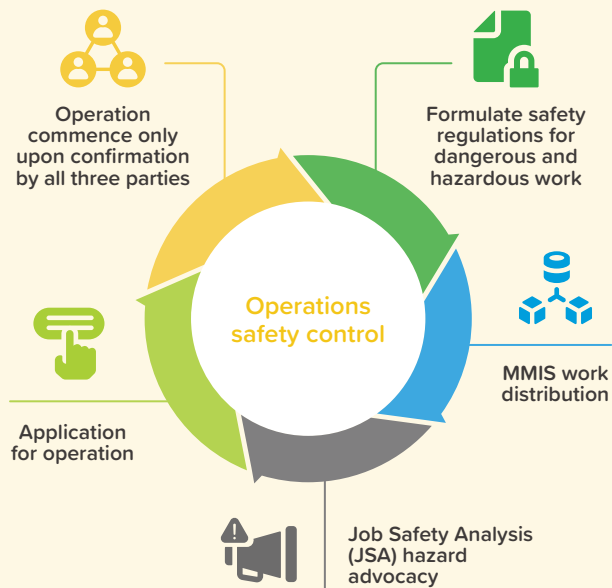 Operation
commence only
upon confirmation
by all three parties
Formulate safety
regulations for
dangerous and
hazardous work
Operations
safety control
MMIS work
distribution
Application
for operation
Job Safety Analysis
(JSA) hazard
advocacy